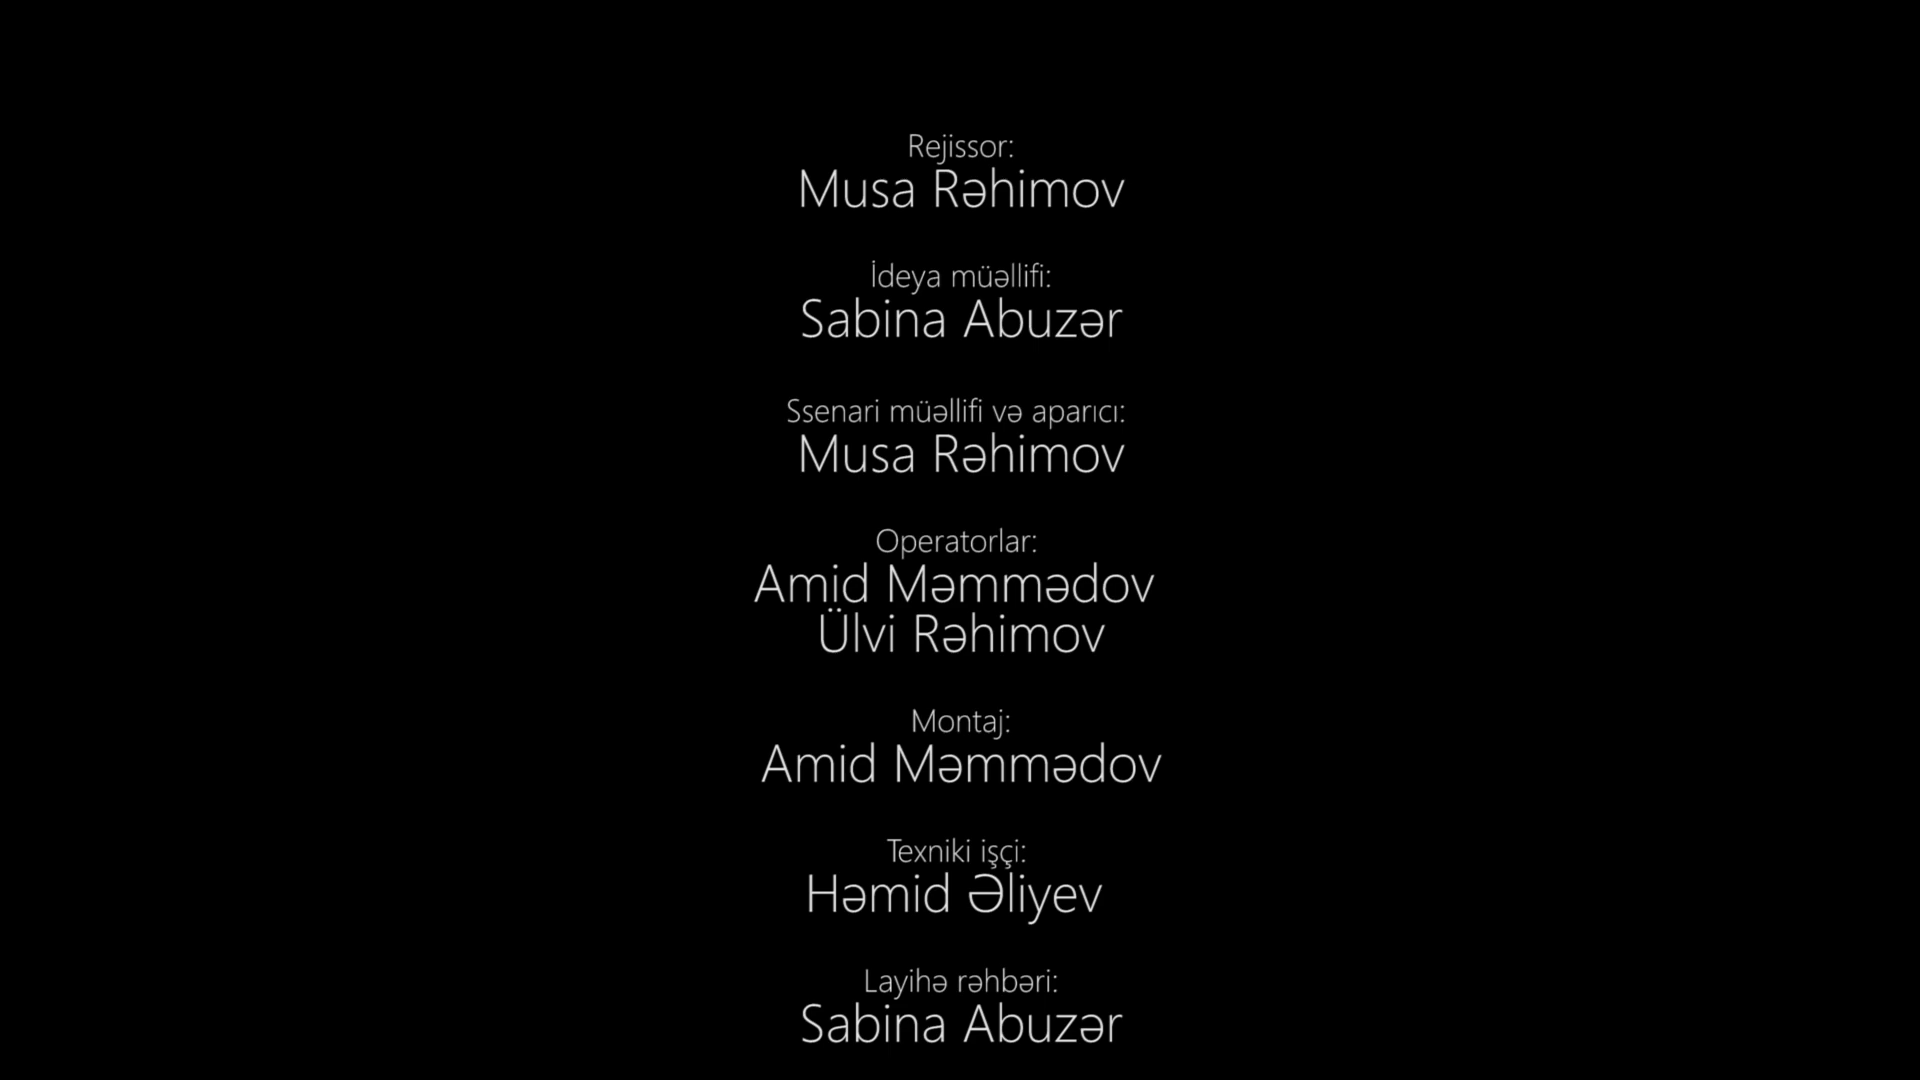 Rejissor:
Musa Rəhimov
İdeya müəllifi:
Sabina Abuzər
Ssenari müəllifi və aparıcı:
Musa Rəhimov
Operatorlar:
Amid Məmmədov
Ülvi Rəhimov
Montaj:
Amid Məmmədov
Texniki işçi:
Həmid Əliyev
Layihə rəhbəri:
Sabina Abuzər